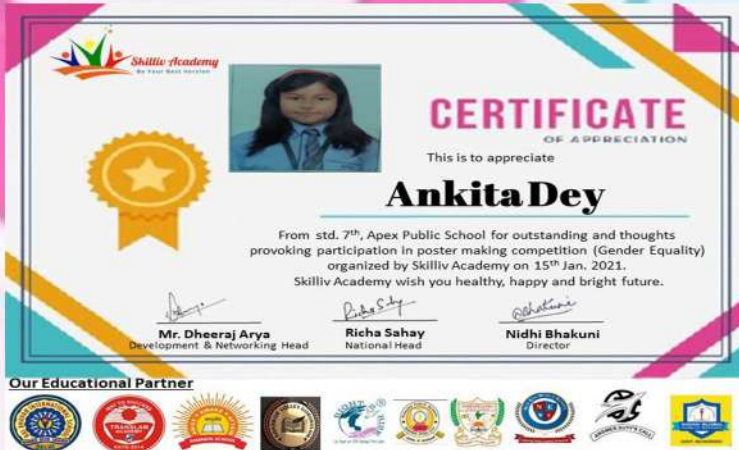 Skilliv Academy
Be Your Best Version
CERTIFICATE
OF APPRECIATION
This is to appreciate
Ankita Dey
From std. 7th, Apex Public School for outstanding and thoughts
provoking participation in poster making competition (Gender Equality)
organized by Skilliv Academy on 15th Jan. 2021.
Skilliv Academy wish you healthy, happy and bright future.
Mr. Dheeraj Arya
Development & Networking Head
Richa Sahay
National Head
Nidhi Bhakuni
Director
Our Educational Partner
TRANSLAM
ACADEMY